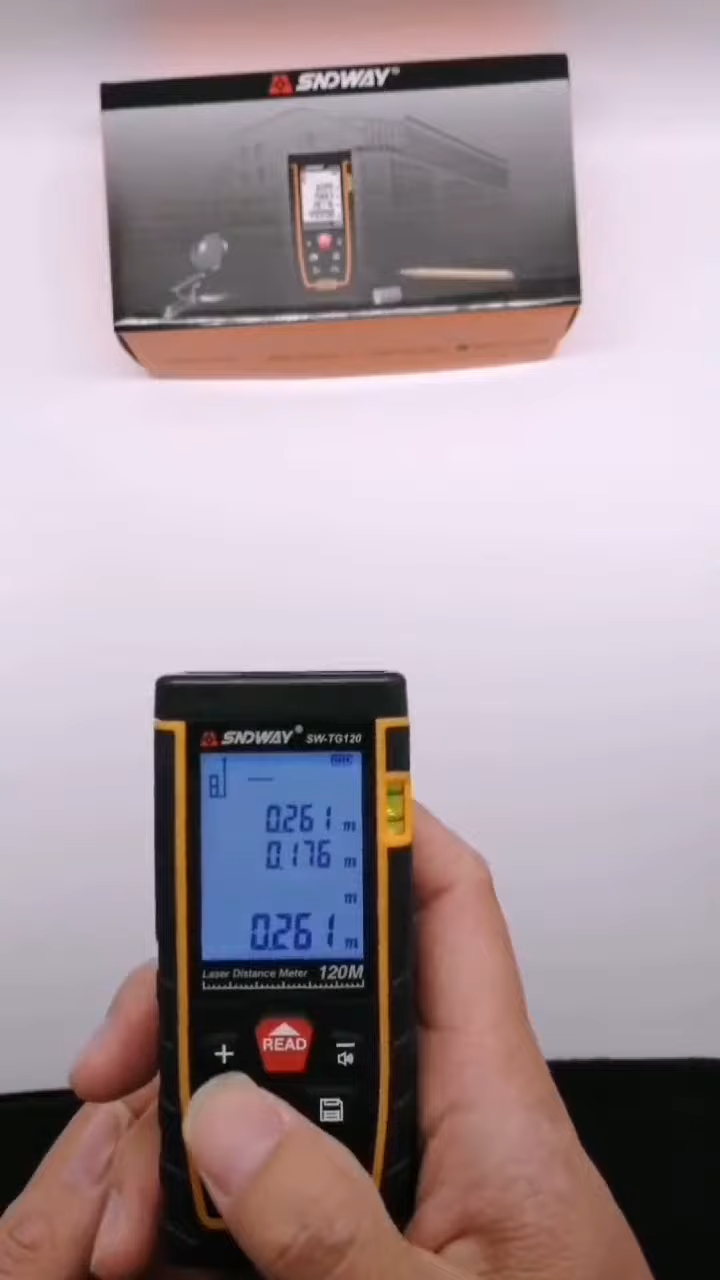 SNDWAY®
SNDWAY® SW-TG120
0.261 m
0.176 m
m
0.261 m
Laser Distance Meter 120M
READ